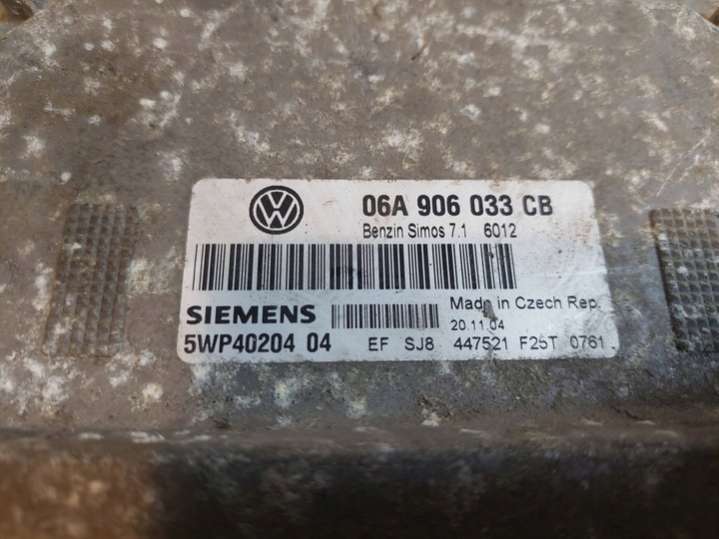 06A 906 033 CB
Benzin Simos 7.1 6012
SIEMENS Made in Czech Rep.
20.11.04
5WP40204 04 EF SJ8 447521 F25T 0761